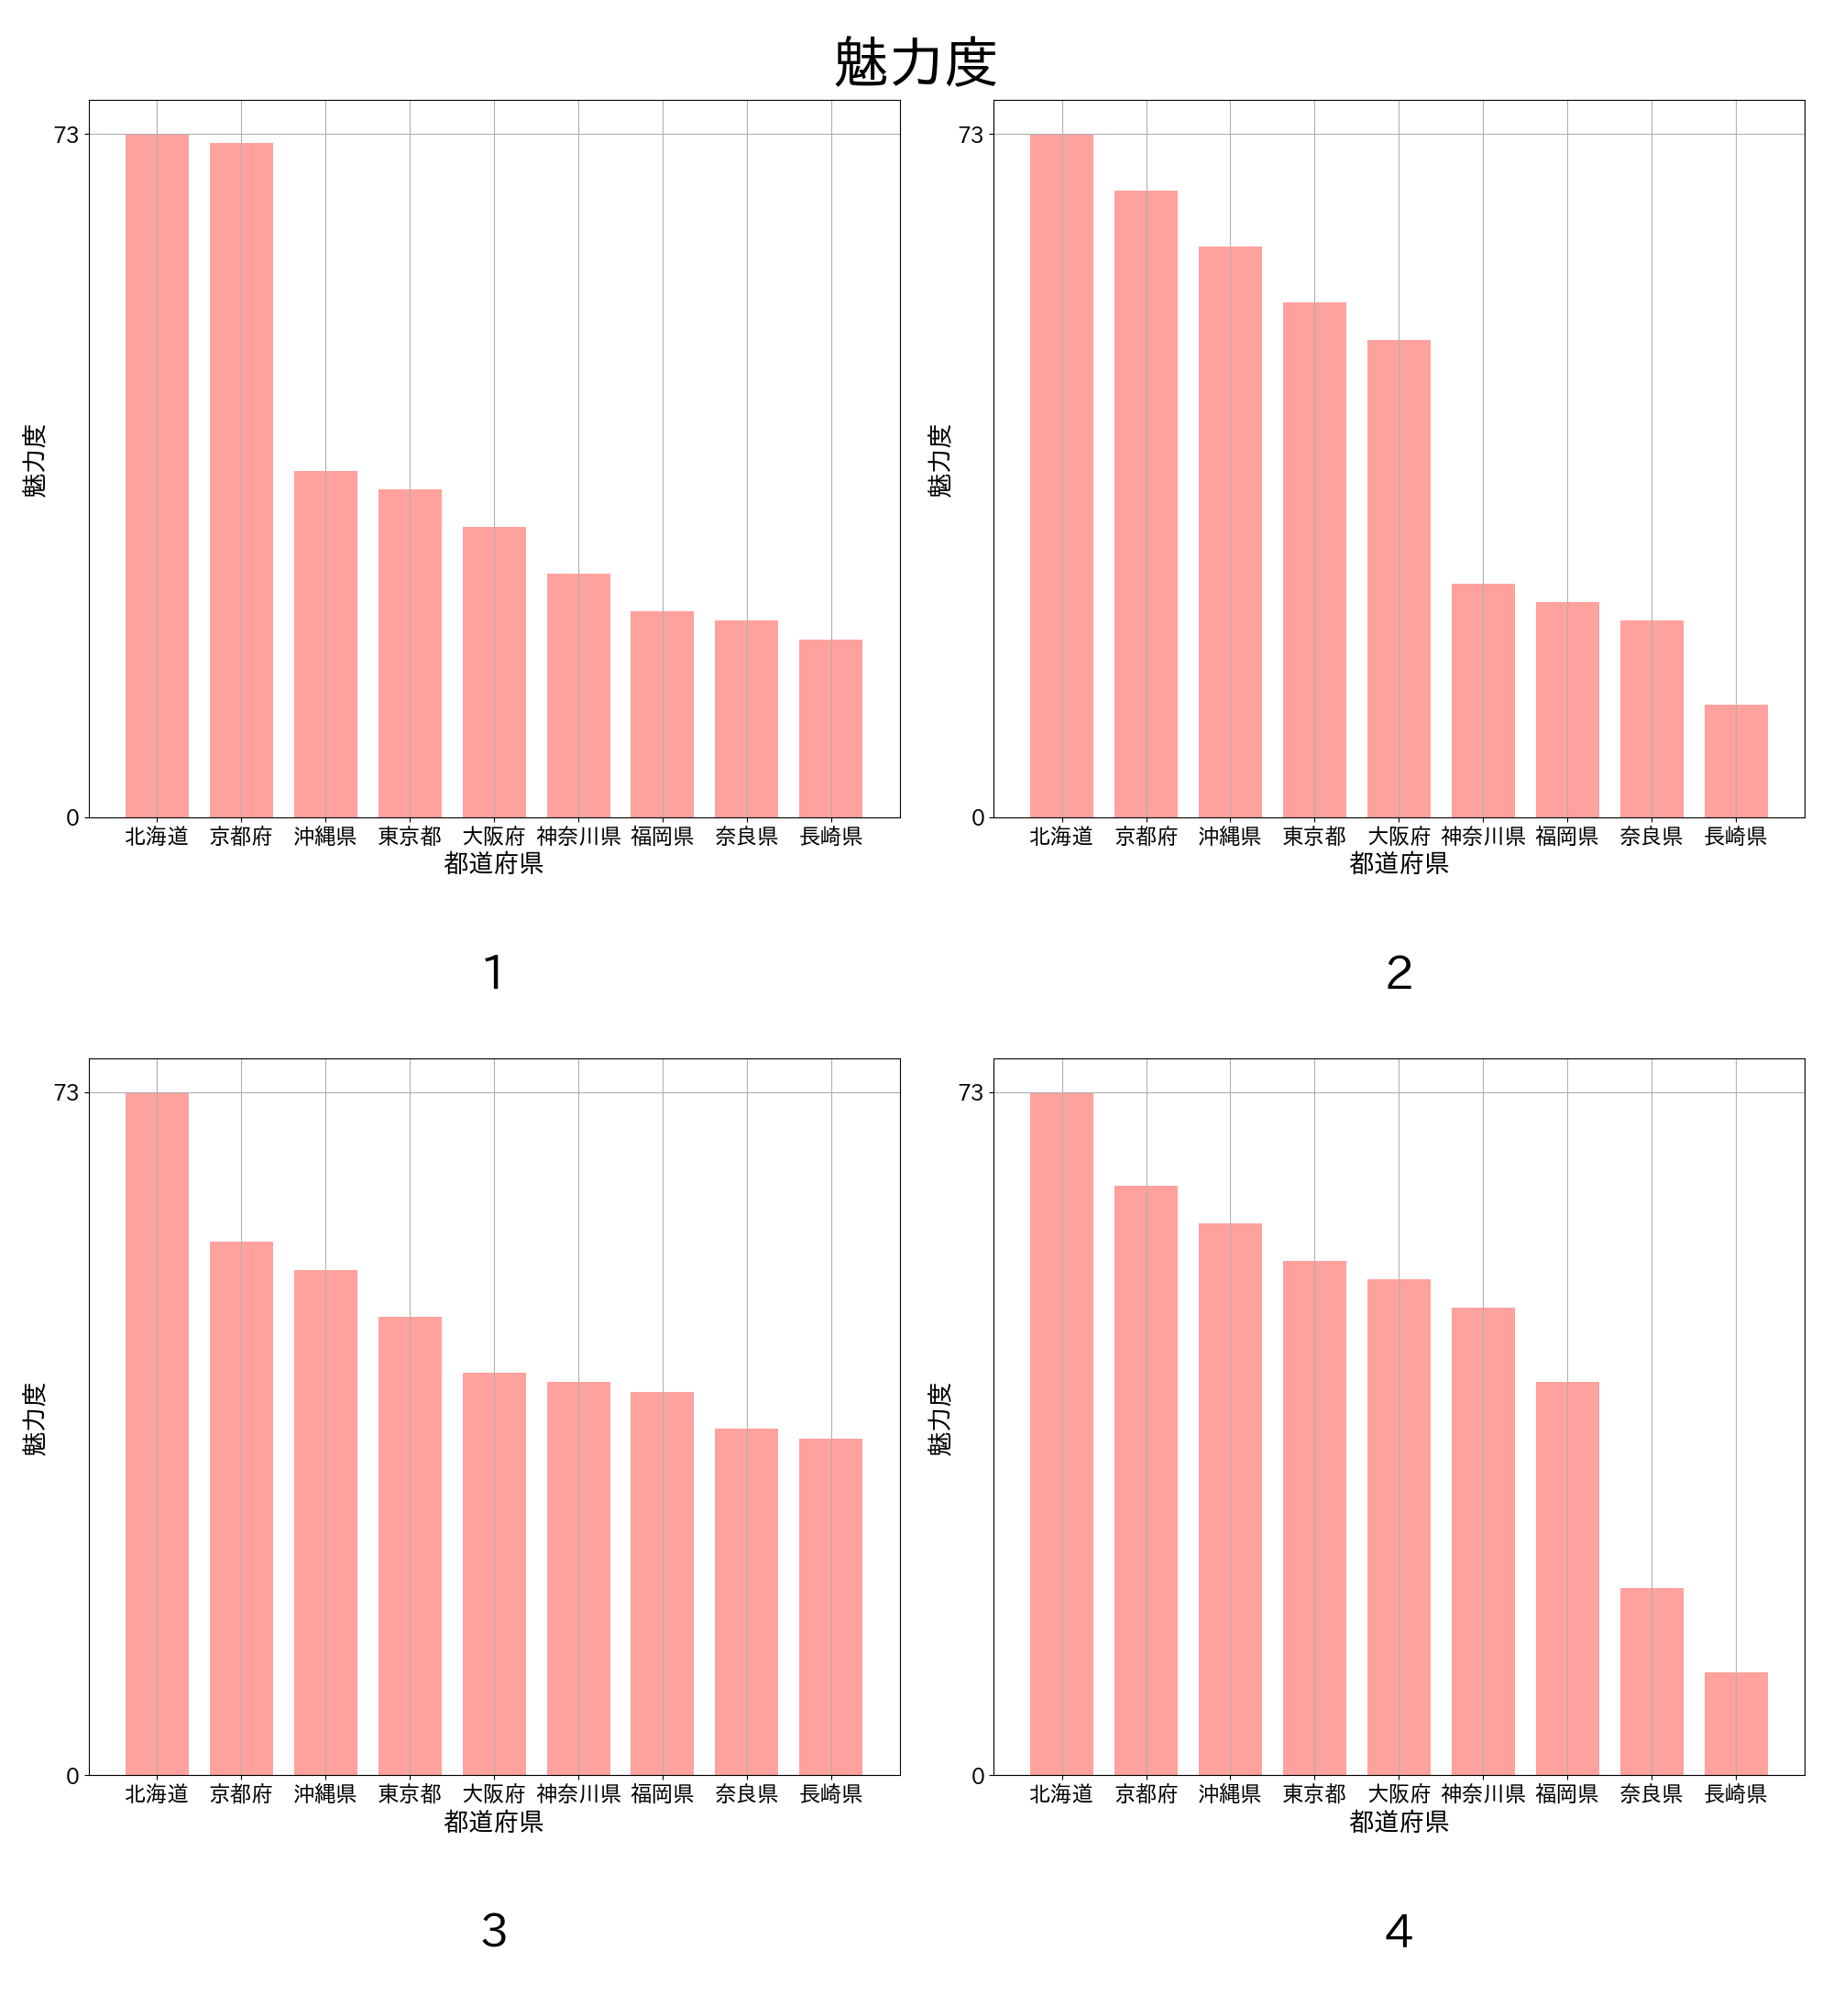 魅力度
73
0
魅力度
北海道 京都府 沖縄県 東京都 大阪府 神奈川県 福岡県 奈良県 長崎県
都道府県
1
73
0
魅力度
北海道 京都府 沖縄県 東京都 大阪府 神奈川県 福岡県 奈良県 長崎県
都道府県
2
73
0
魅力度
北海道 京都府 沖縄県 東京都 大阪府 神奈川県 福岡県 奈良県 長崎県
都道府県
3
73
0
魅力度
北海道 京都府 沖縄県 東京都 大阪府 神奈川県 福岡県 奈良県 長崎県
都道府県
4